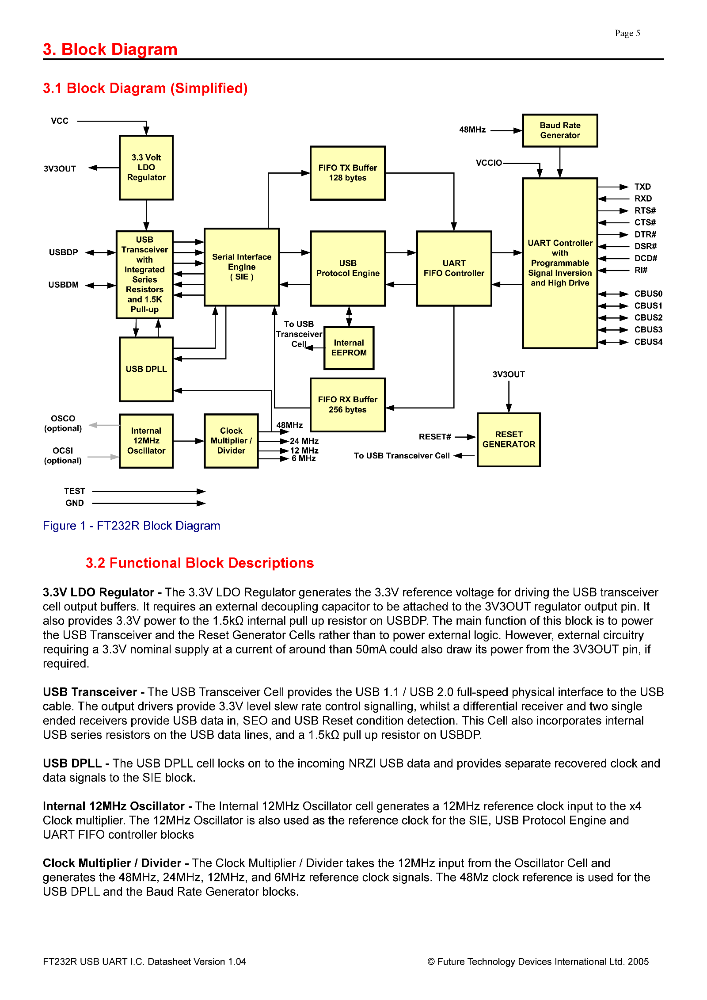 Page 5
3. Block Diagram
3.1 Block Diagram (Simplified)
VCC
3V3OUT
3.3 Volt
LDO
Regulator
USBDP
USBDM
USB
Transceiver
with
Integrated
Series
Resistors
and 1.5K
Pull-up
Serial Interface
Engine
( SIE )
FIFO TX Buffer
128 bytes
USB
Protocol Engine
UART
FIFO Controller
48MHz
Baud Rate
Generator
VCCIO
UART Controller
with
Programmable
Signal Inversion
and High Drive
TXD
RXD
RTS#
CTS#
DTR#
DSR#
DCD#
RI#
CBUS0
CBUS1
CBUS2
CBUS3
CBUS4
To USB
Transceiver
Cell
Internal
EEPROM
USB DPLL
FIFO RX Buffer
256 bytes
OSCO
(optional)
OCSI
(optional)
Internal
12MHz
Oscillator
Clock
Multiplier /
Divider
48MHz
24 MHz
12 MHz
6 MHz
3V3OUT
RESET#
To USB Transceiver Cell
RESET
GENERATOR
TEST
GND
Figure 1 - FT232R Block Diagram
3.2 Functional Block Descriptions
3.3V LDO Regulator - The 3.3V LDO Regulator generates the 3.3V reference voltage for driving the USB transceiver
cell output buffers. It requires an external decoupling capacitor to be attached to the 3V3OUT regulator output pin. It
also provides 3.3V power to the 1.5kΩ internal pull up resistor on USBDP. The main function of this block is to power
the USB Transceiver and the Reset Generator Cells rather than to power external logic. However, external circuitry
requiring a 3.3V nominal supply at a current of around than 50mA could also draw its power from the 3V3OUT pin, if
required.
USB Transceiver - The USB Transceiver Cell provides the USB 1.1 / USB 2.0 full-speed physical interface to the USB
cable. The output drivers provide 3.3V level slew rate control signalling, whilst a differential receiver and two single
ended receivers provide USB data in, SEO and USB Reset condition detection. This Cell also incorporates internal
USB series resistors on the USB data lines, and a 1.5kΩ pull up resistor on USBDP.
USB DPLL - The USB DPLL cell locks on to the incoming NRZI USB data and provides separate recovered clock and
data signals to the SIE block.
Internal 12MHz Oscillator - The Internal 12MHz Oscillator cell generates a 12MHz reference clock input to the x4
Clock multiplier. The 12MHz Oscillator is also used as the reference clock for the SIE, USB Protocol Engine and
UART FIFO controller blocks
Clock Multiplier / Divider - The Clock Multiplier / Divider takes the 12MHz input from the Oscillator Cell and
generates the 48MHz, 24MHz, 12MHz, and 6MHz reference clock signals. The 48Mz clock reference is used for the
USB DPLL and the Baud Rate Generator blocks.
FT232R USB UART I.C. Datasheet Version 1.04
© Future Technology Devices International Ltd. 2005